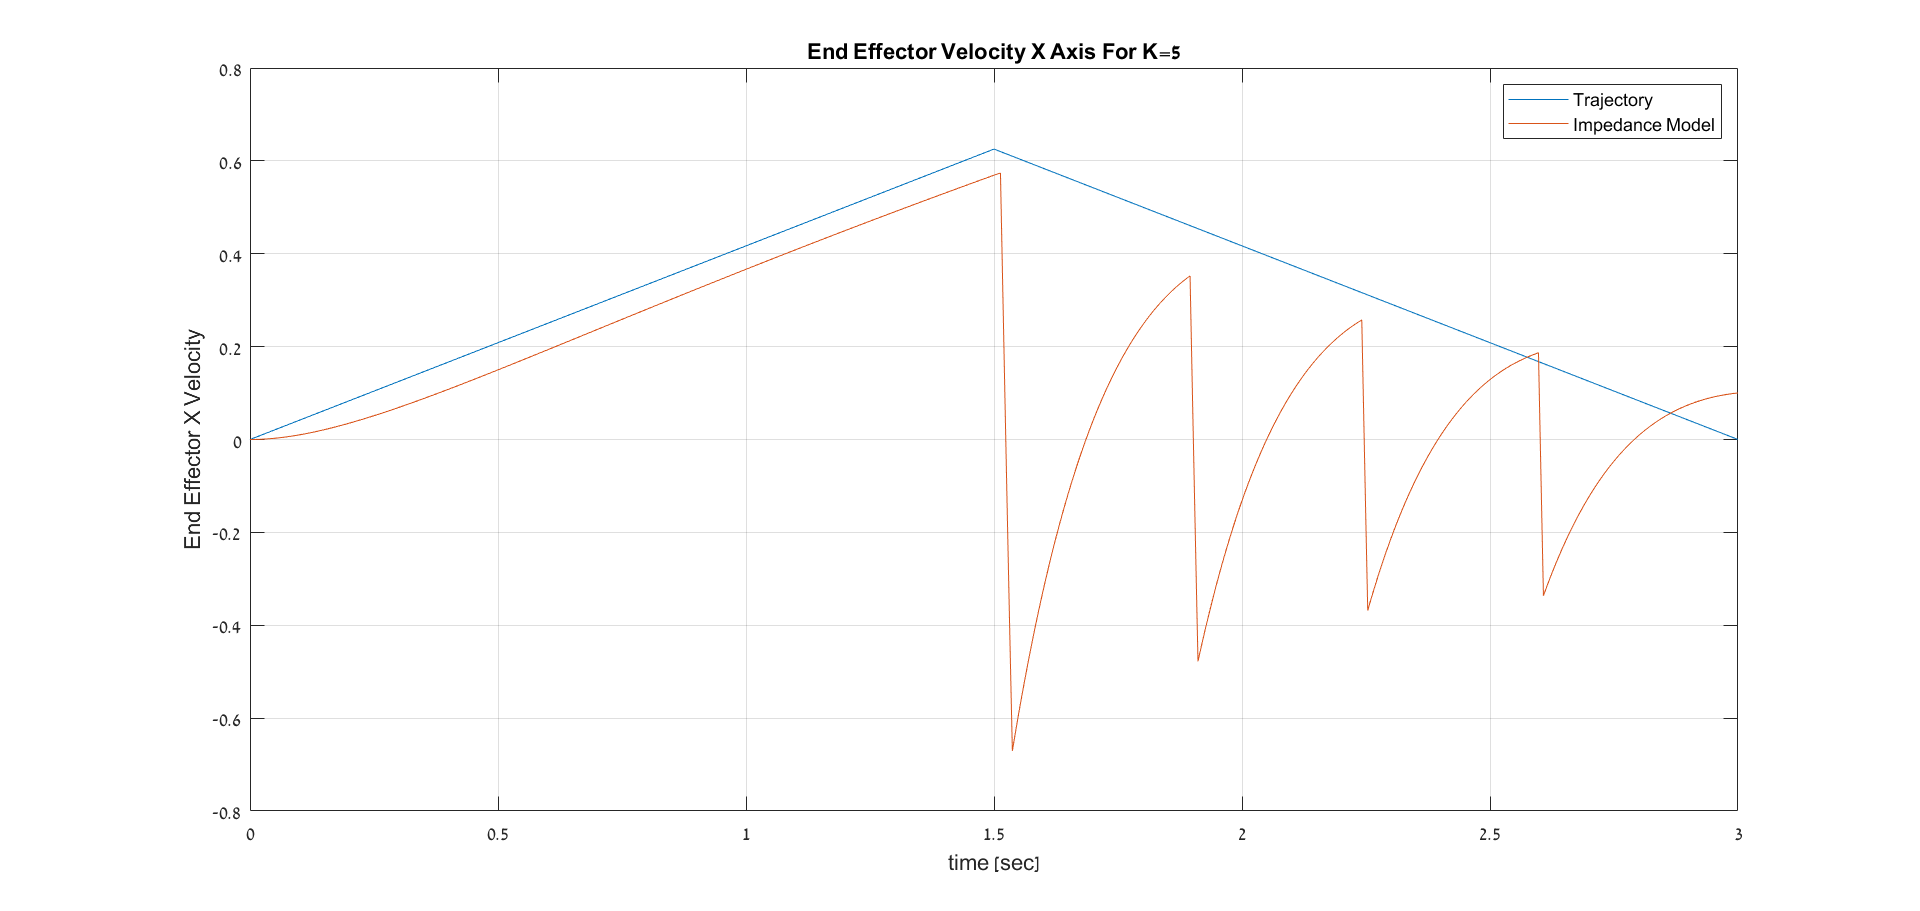 End Effector Velocity X Axis For K=5
Trajectory
Impedance Model
End Effector X Velocity
0.8
0.6
0.4
0.2
0
-0.2
-0.4
-0.6
-0.8
0 0.5 1 1.5 2 2.5 3
time [sec]